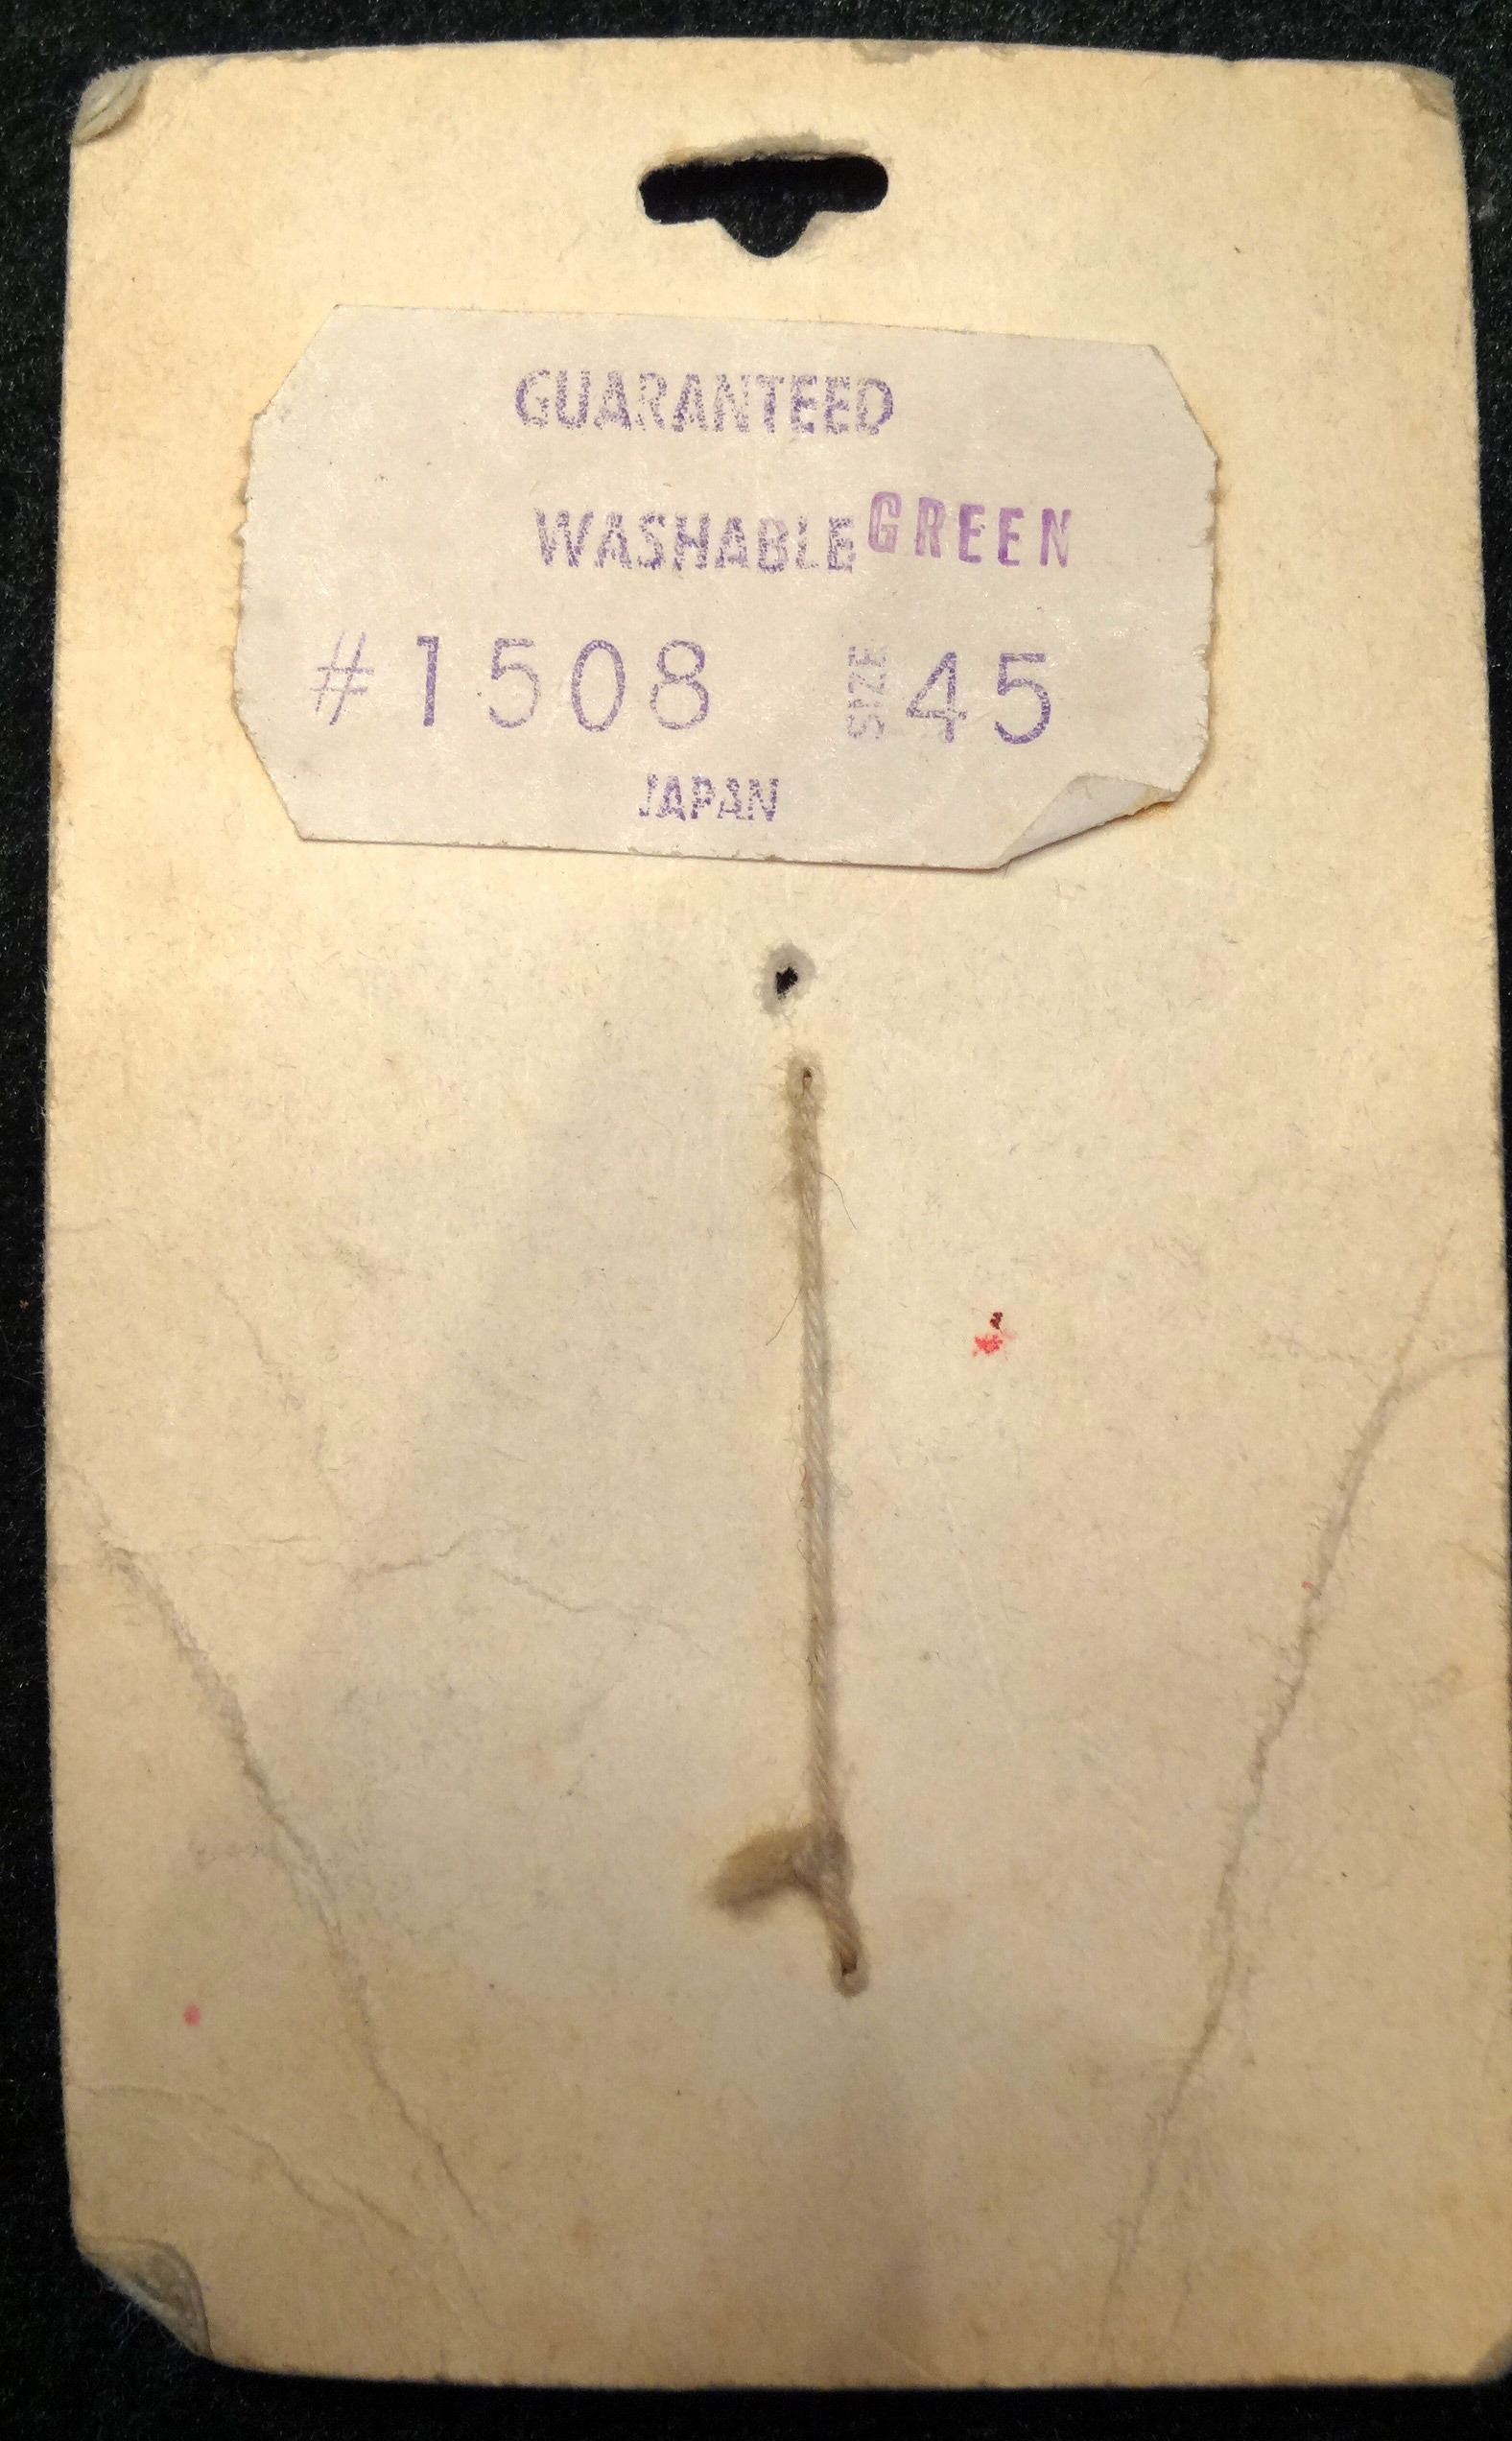 GUARANTEED
WASHABLE GREEN
#1508 SIZE 45
JAPAN